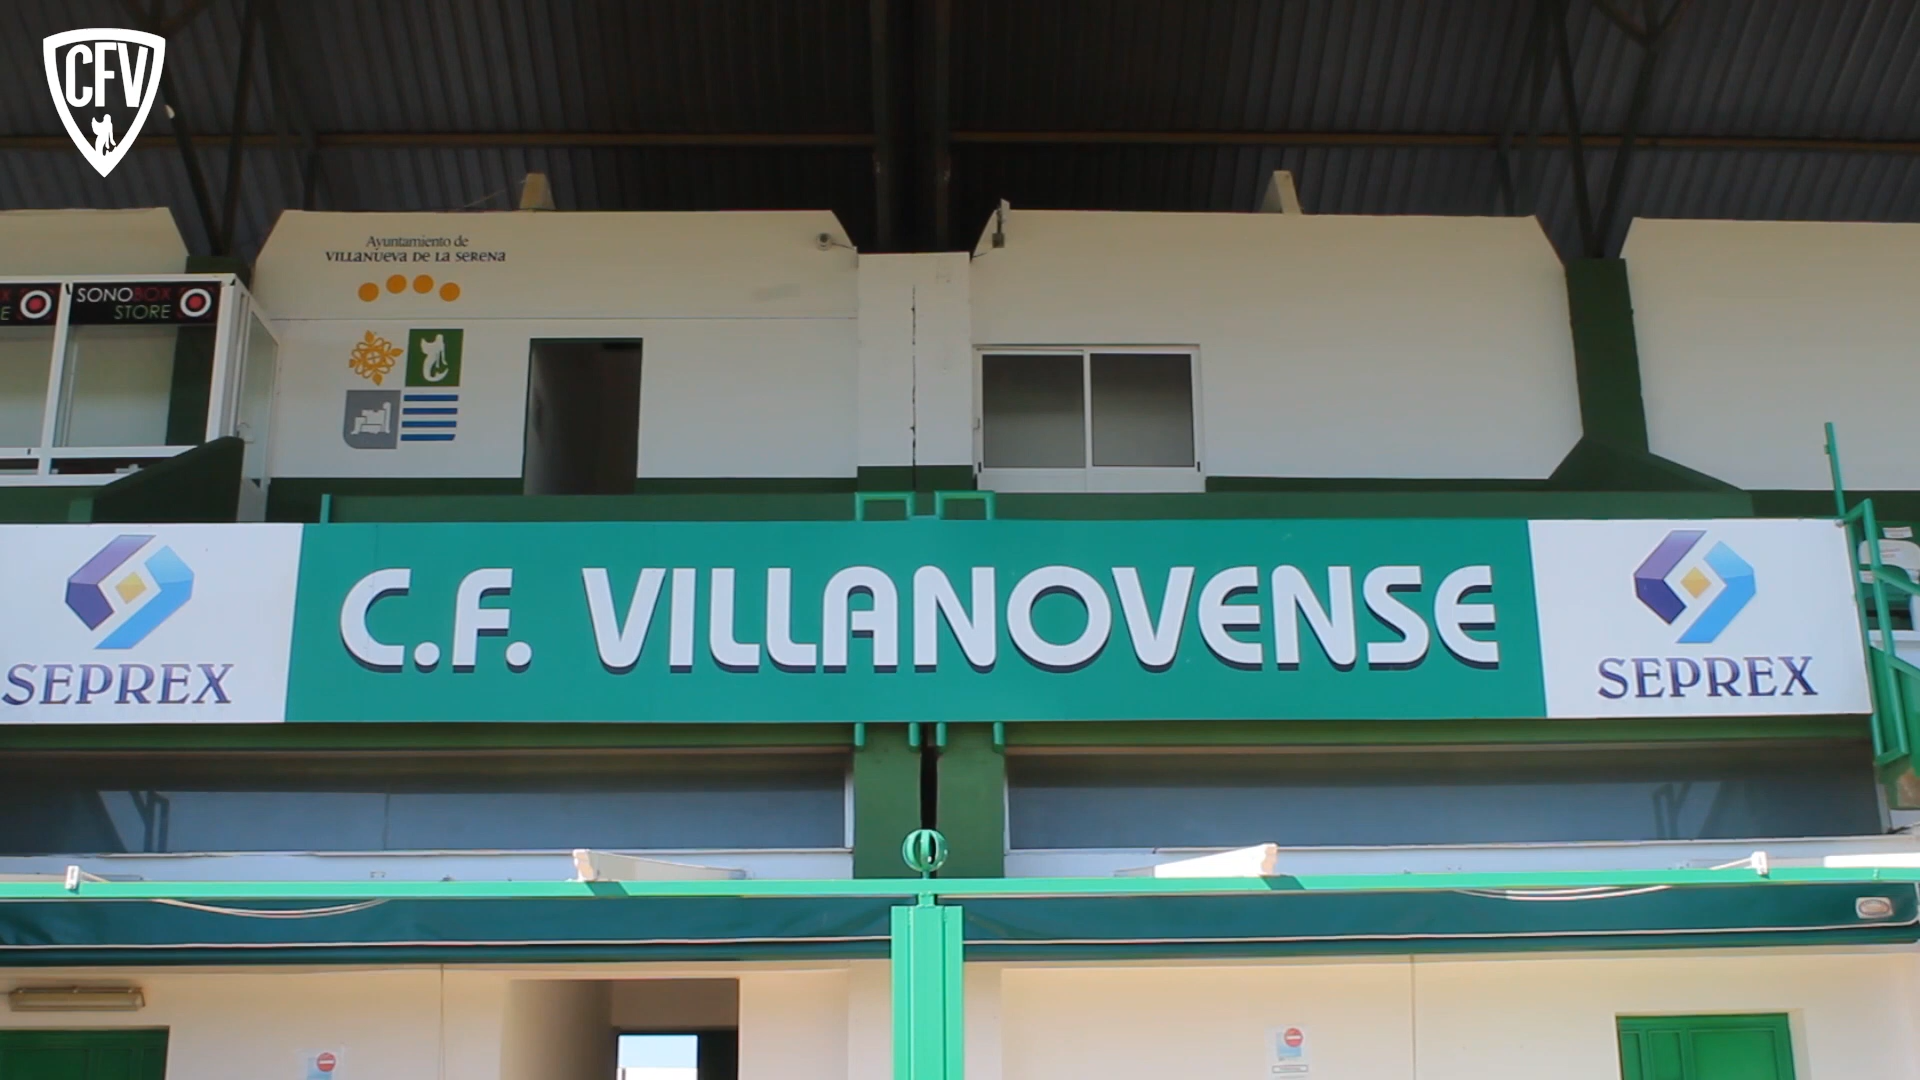 CFV
Ayuntamiento de
VILLANUEVA DE LA SERENA
SONOBOX
STORE
SEPREX
C.F. VILLANOVENSE
SEPREX